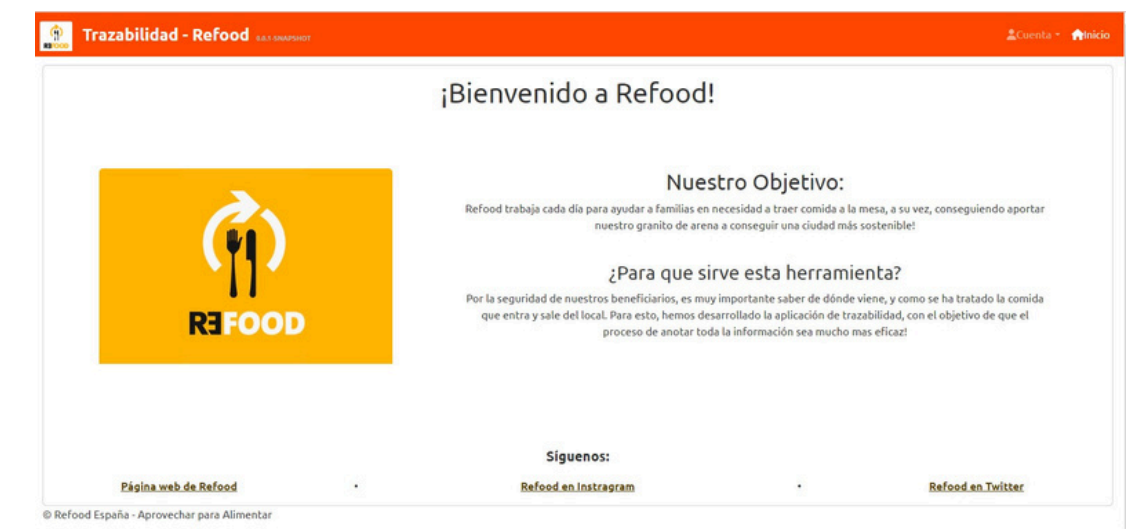 Trazabilidad - Refood 0.0.1-SNAPSHOT
Cuenta
Inicio
¡Bienvenido a Refood!
REFOOD
Nuestro Objetivo:
Refood trabaja cada día para ayudar a familias en necesidad a traer comida a la mesa, a su vez, conseguiendo aportar
nuestro granito de arena a conseguir una ciudad más sostenible!
¿Para que sirve esta herramienta?
Por la seguridad de nuestros beneficiarios, es muy importante saber de dónde viene, y como se ha tratado la comida
que entra y sale del local. Para esto, hemos desarrollado la aplicación de trazabilidad, con el objetivo de que el
proceso de anotar toda la información sea mucho mas eficaz!
Síguenos:
Página web de Refood
Refood en Instragram
Refood en Twitter
© Refood España - Aprovechar para Alimentar